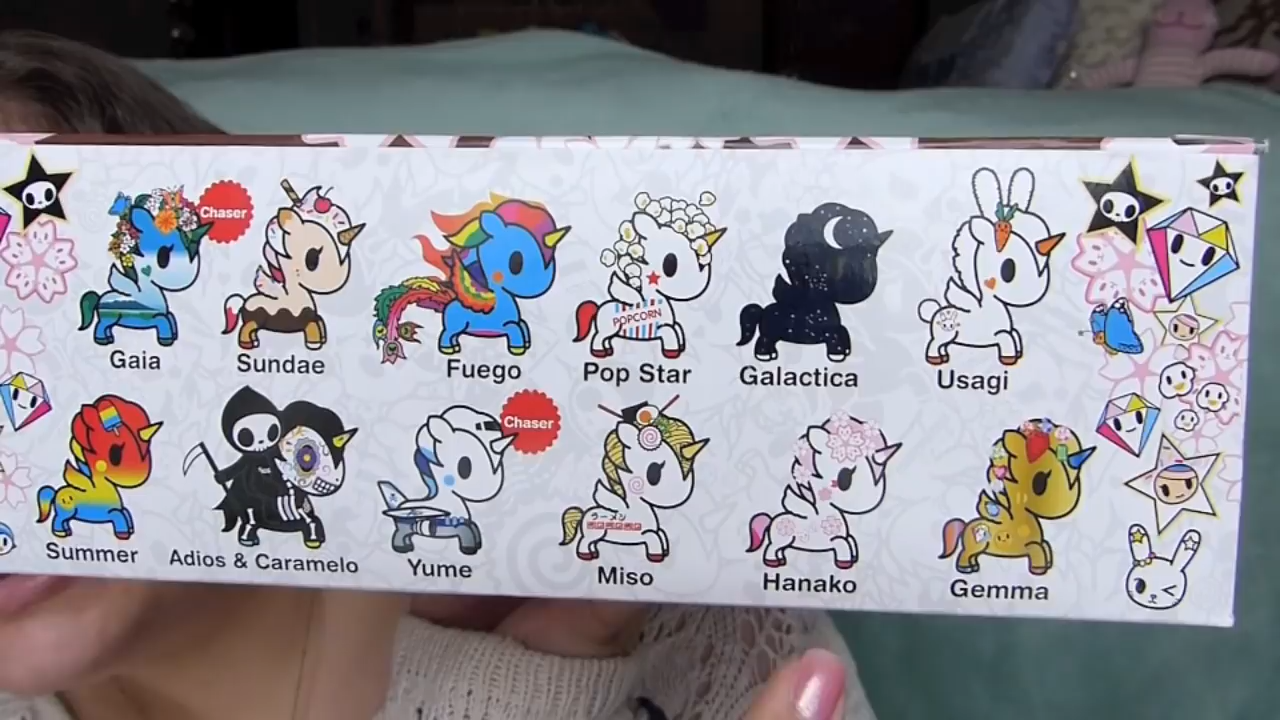 Chaser
Gaia
Sundae
Fuego
POPCORN
Pop Star
Galactica
Usagi
Chaser
Summer
Adios & Caramelo
Yume
ラーメン
Miso
Hanako
Gemma